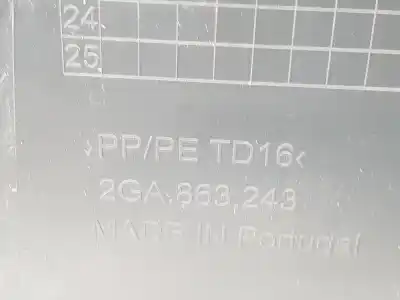 24.
25.
>PP/PE TD16<
2GA.863.243
MADE IN Portugal